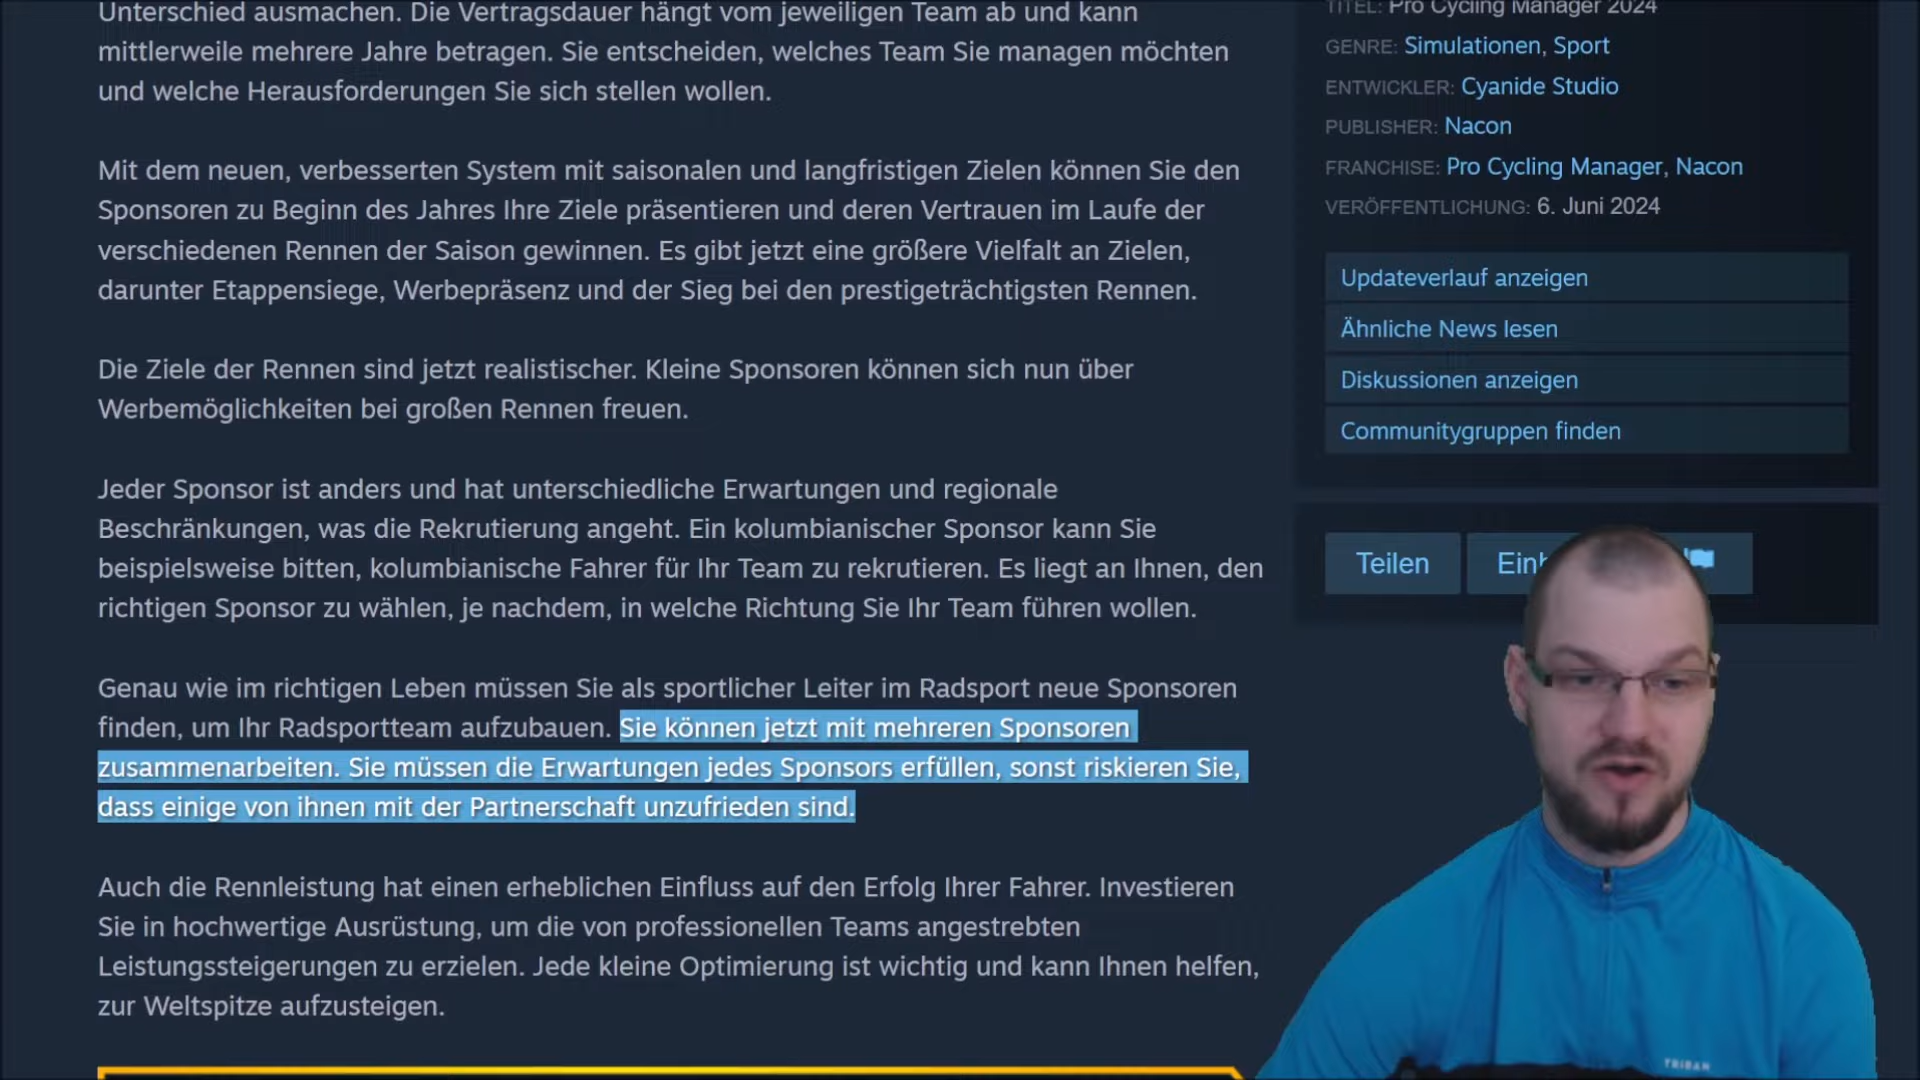 Unterschied ausmachen. Die Vertragsdauer hängt vom jeweiligen Team ab und kann
mittlerweile mehrere Jahre betragen. Sie entscheiden, welches Team Sie managen möchten
und welche Herausforderungen Sie sich stellen wollen.
Mit dem neuen, verbesserten System mit saisonalen und langfristigen Zielen können Sie den
Sponsoren zu Beginn des Jahres Ihre Ziele präsentieren und deren Vertrauen im Laufe der
verschiedenen Rennen der Saison gewinnen. Es gibt jetzt eine größere Vielfalt an Zielen,
darunter Etappensiege, Werbepräsenz und der Sieg bei den prestigeträchtigsten Rennen.
Die Ziele der Rennen sind jetzt realistischer. Kleine Sponsoren können sich nun über
Werbemöglichkeiten bei großen Rennen freuen.
Jeder Sponsor ist anders und hat unterschiedliche Erwartungen und regionale
Beschränkungen, was die Rekrutierung angeht. Ein kolumbianischer Sponsor kann Sie
beispielsweise bitten, kolumbianische Fahrer für Ihr Team zu rekrutieren. Es liegt an Ihnen, den
richtigen Sponsor zu wählen, je nachdem, in welche Richtung Sie Ihr Team führen wollen.
Genau wie im richtigen Leben müssen Sie als sportlicher Leiter im Radsport neue Sponsoren
finden, um Ihr Radsportteam aufzubauen. Sie können jetzt mit mehreren Sponsoren
zusammenarbeiten. Sie müssen die Erwartungen jedes Sponsors erfüllen, sonst riskieren Sie,
dass einige von ihnen mit der Partnerschaft unzufrieden sind.
Auch die Rennleistung hat einen erheblichen Einfluss auf den Erfolg Ihrer Fahrer. Investieren
Sie in hochwertige Ausrüstung, um die von professionellen Teams angestrebten
Leistungssteigerungen zu erzielen. Jede kleine Optimierung ist wichtig und kann Ihnen helfen,
zur Weltspitze aufzusteigen.
TITEL: Pro Cycling Manager 2024
GENRE: Simulationen, Sport
ENTWICKLER: Cyanide Studio
PUBLISHER: Nacon
FRANCHISE: Pro Cycling Manager, Nacon
VERÖFFENTLICHUNG: 6. Juni 2024
Updateverlauf anzeigen
Ähnliche News lesen
Diskussionen anzeigen
Communitygruppen finden
Teilen
TRIBAN